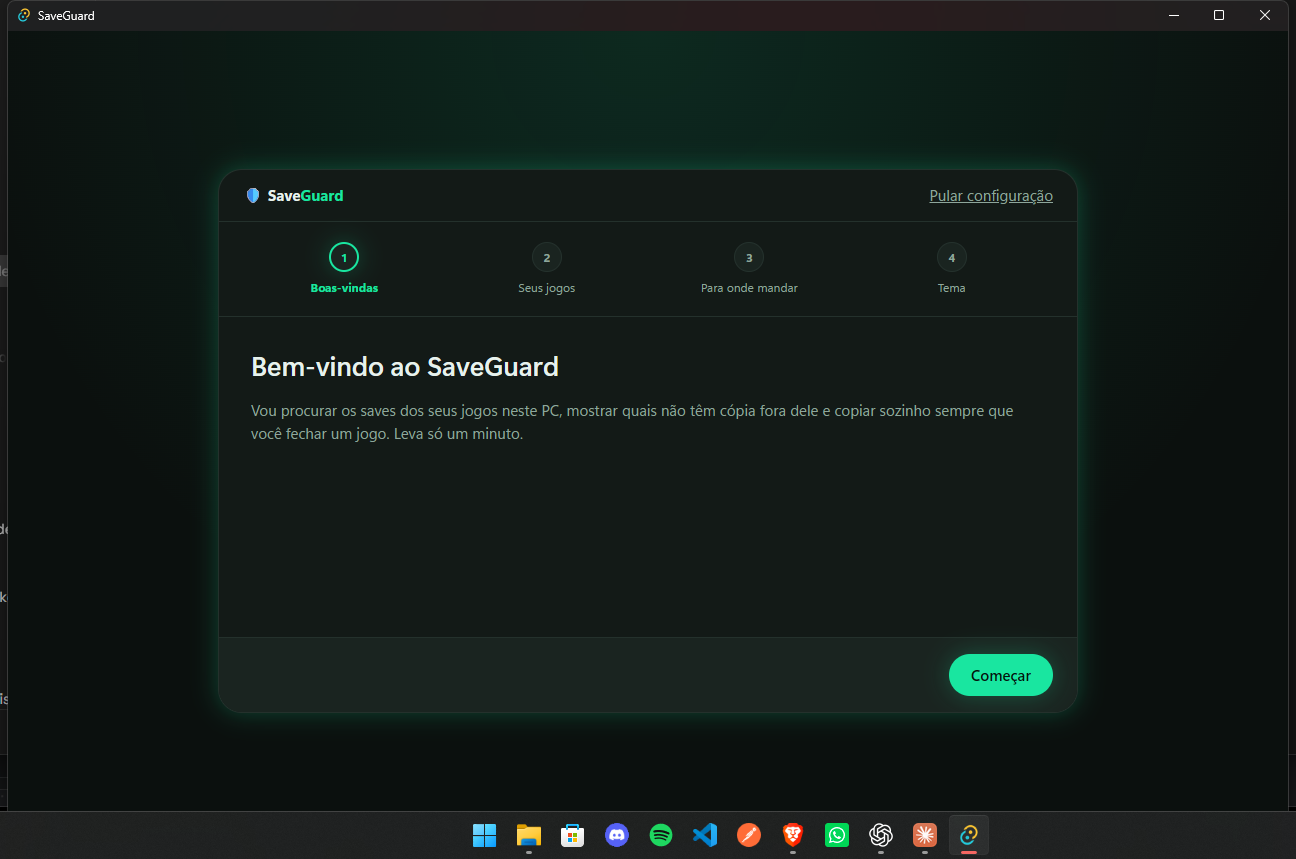 SaveGuard
SaveGuard
Pular configuração
1
2
3
4
Boas-vindas
Seus jogos
Para onde mandar
Tema
Bem-vindo ao SaveGuard
Vou procurar os saves dos seus jogos neste PC, mostrar quais não têm cópia fora dele e copiar sozinho sempre que
você fechar um jogo. Leva só um minuto.
Começar